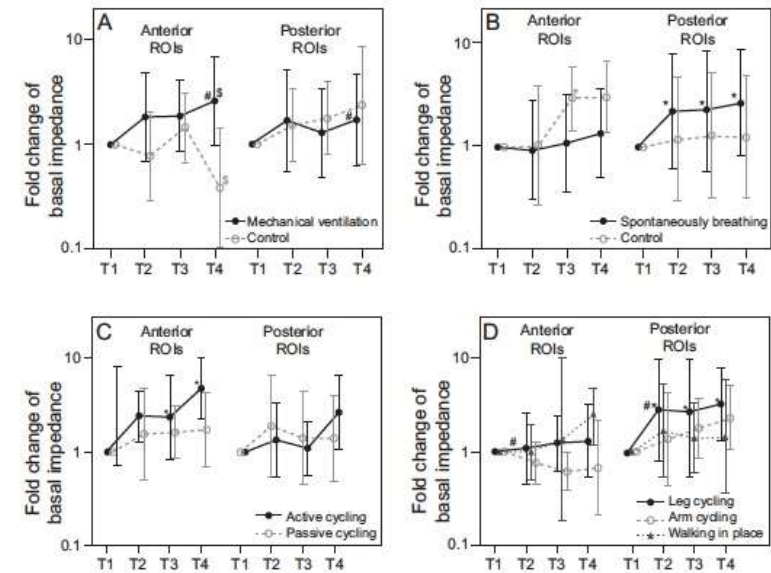 A
Anterior
ROIs
Posterior
ROIs
10
1
0.1
Fold change of
basal impedance
#
$
$
#
Mechanical ventilation
Control
T1 T2 T3 T4 T1 T2 T3 T4
B
Anterior
ROIs
Posterior
ROIs
10
1
0.1
Fold change of
basal impedance
*
*
*
*
Spontaneously breathing
Control
T1 T2 T3 T4 T1 T2 T3 T4
C
Anterior
ROIs
Posterior
ROIs
10
1
0.1
Fold change of
basal impedance
*
*
Active cycling
Passive cycling
T1 T2 T3 T4 T1 T2 T3 T4
D
Anterior
ROIs
Posterior
ROIs
10
1
0.1
Fold change of
basal impedance
#
#*
*
*
Leg cycling
Arm cycling
Walking in place
T1 T2 T3 T4 T1 T2 T3 T4